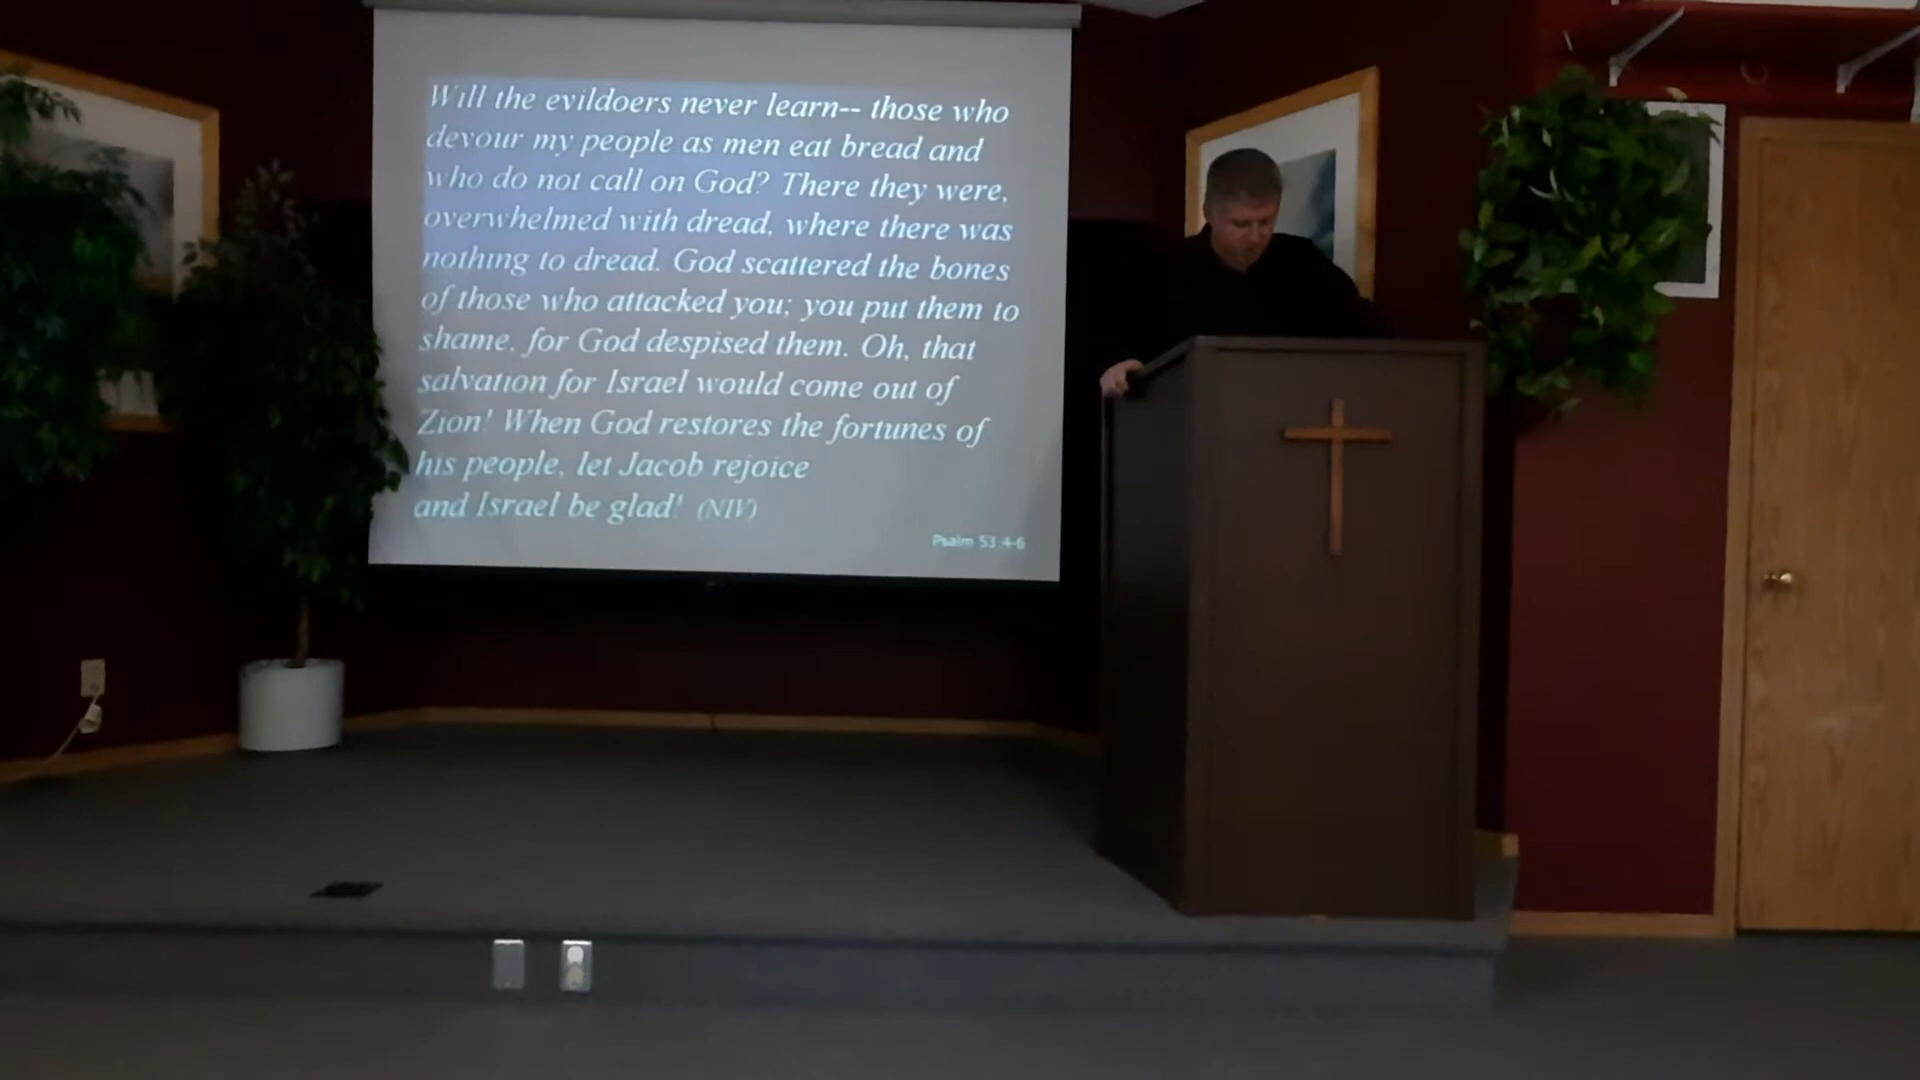 Will the evildoers never learn-- those who
devour my people as men eat bread and
who do not call on God? There they were,
overwhelmed with dread, where there was
nothing to dread. God scattered the bones
of those who attacked you; you put them to
shame, for God despised them. Oh, that
salvation for Israel would come out of
Zion! When God restores the fortunes of
his people, let Jacob rejoice
and Israel be glad! (NIV)
Psalm 53:4-6